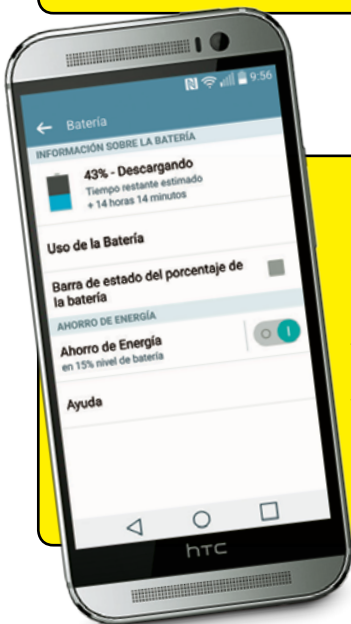 9:56
Batería
INFORMACIÓN SOBRE LA BATERÍA
43% - Descargando
Tiempo restante estimado
+ 14 horas 14 minutos
Uso de la Batería
Barra de estado del porcentaje de
la batería
AHORRO DE ENERGÍA
Ahorro de Energía
en 15% nivel de batería
Ayuda
hTC